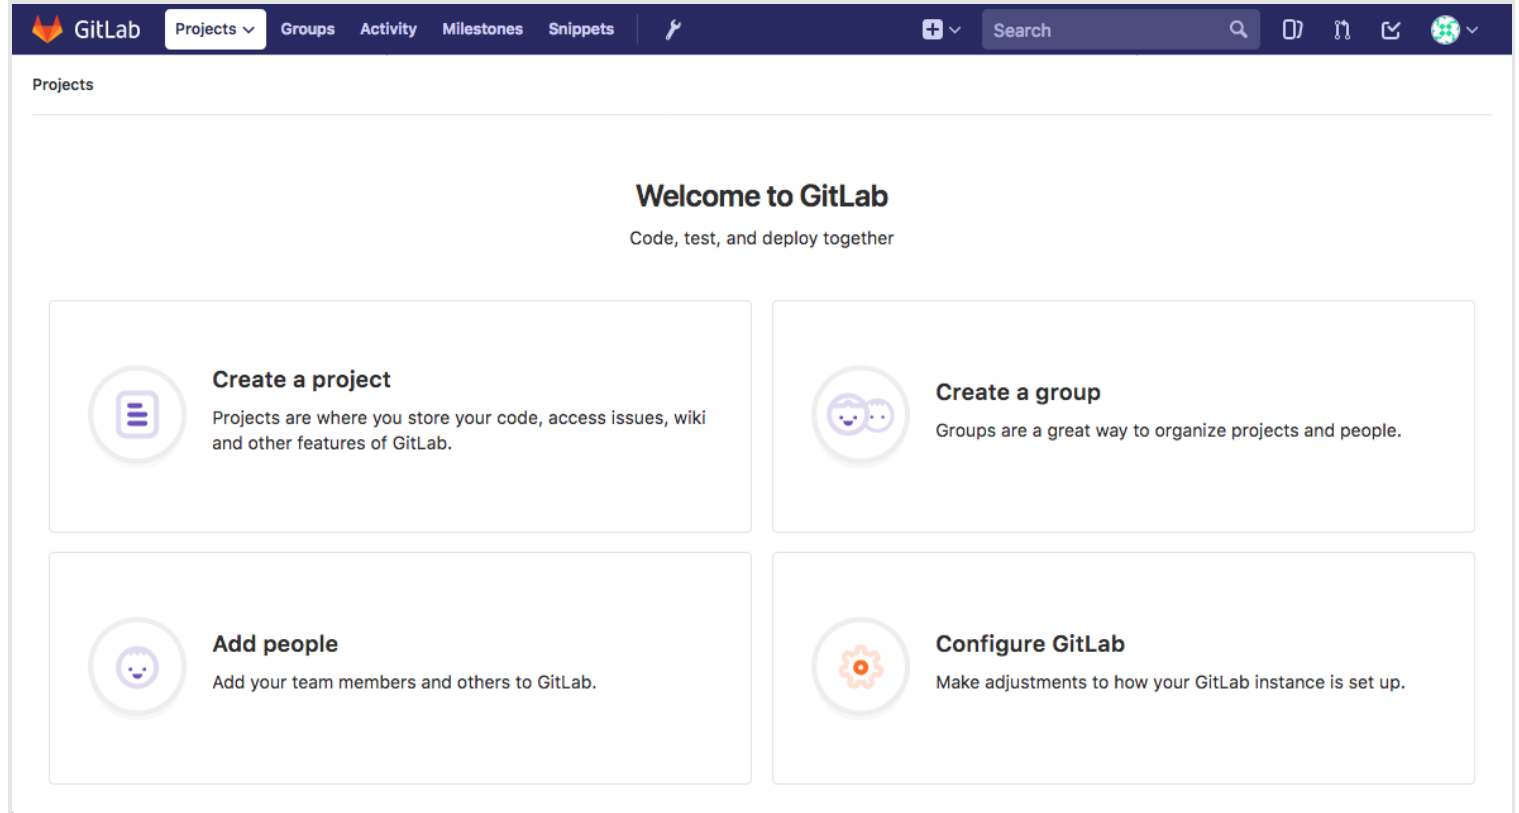 GitLab Projects Groups Activity Milestones Snippets Search
Projects
Welcome to GitLab
Code, test, and deploy together
Create a project
Projects are where you store your code, access issues, wiki
and other features of GitLab.
Create a group
Groups are a great way to organize projects and people.
Add people
Add your team members and others to GitLab.
Configure GitLab
Make adjustments to how your GitLab instance is set up.